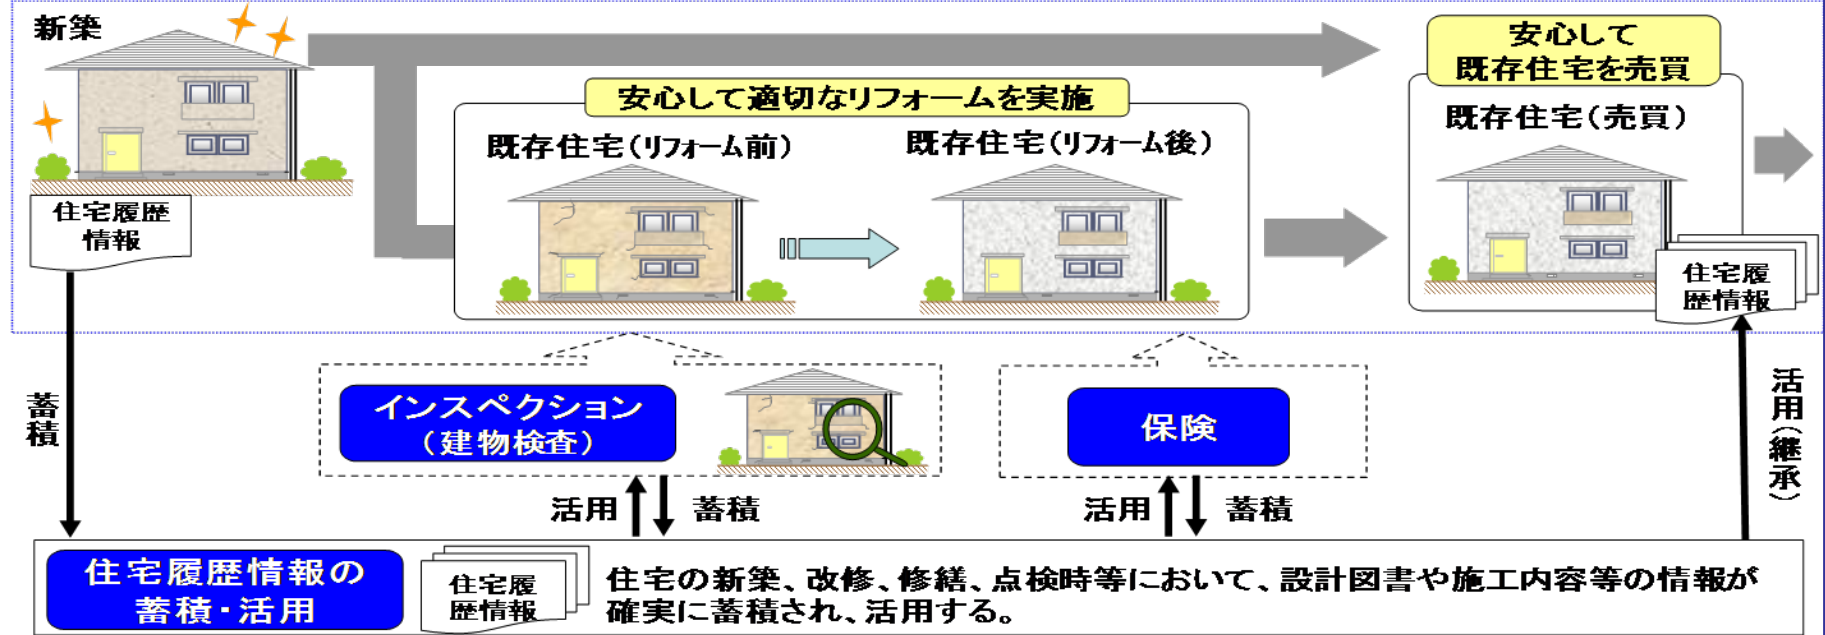 新築
安心して
既存住宅を売買
安心して適切なリフォームを実施
既存住宅(リフォーム前)
既存住宅(リフォーム後)
既存住宅(売買)
住宅履歴
情報
住宅履
歴情報
蓄積
インスペクション
(建物検査)
保険
活用(継承)
活用
蓄積
活用
蓄積
住宅履歴情報の
蓄積・活用
住宅履
歴情報
住宅の新築、改修、修繕、点検時等において、設計図書や施工内容等の情報が
確実に蓄積され、活用する。